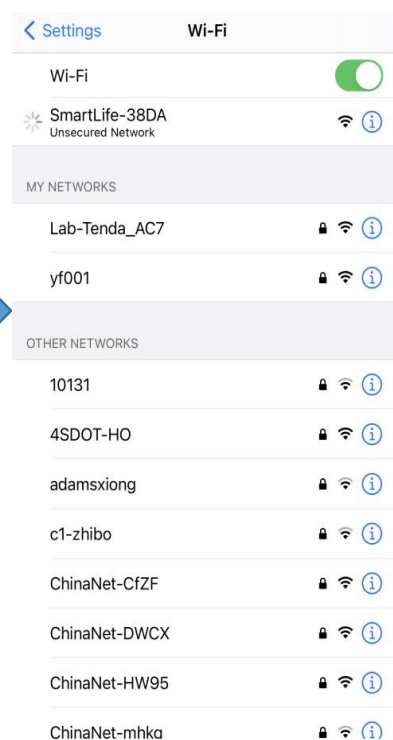 Settings
Wi-Fi
Wi-Fi
SmartLife-38DA
Unsecured Network
MY NETWORKS
Lab-Tenda_AC7
yf001
OTHER NETWORKS
10131
4SDOT-HO
adamsxiong
c1-zhibo
ChinaNet-CfZF
ChinaNet-DWCX
ChinaNet-HW95
ChinaNet-mhkq